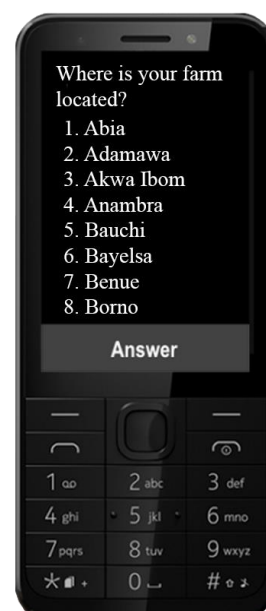 Where is your farm
located?
1. Abia
2. Adamawa
3. Akwa Ibom
4. Anambra
5. Bauchi
6. Bayelsa
7. Benue
8. Borno
Answer
1
2 abc
3 def
4 ghi
5 jkl
6 mno
7 pqrs
8 tuv
9 wxyz
* +
0
#